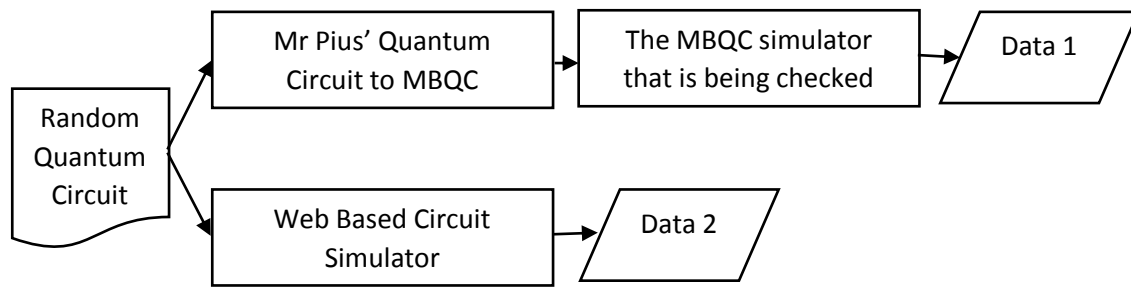 Random
Quantum
Circuit
Mr Pius’ Quantum
Circuit to MBQC
The MBQC simulator
that is being checked
Data 1
Web Based Circuit
Simulator
Data 2